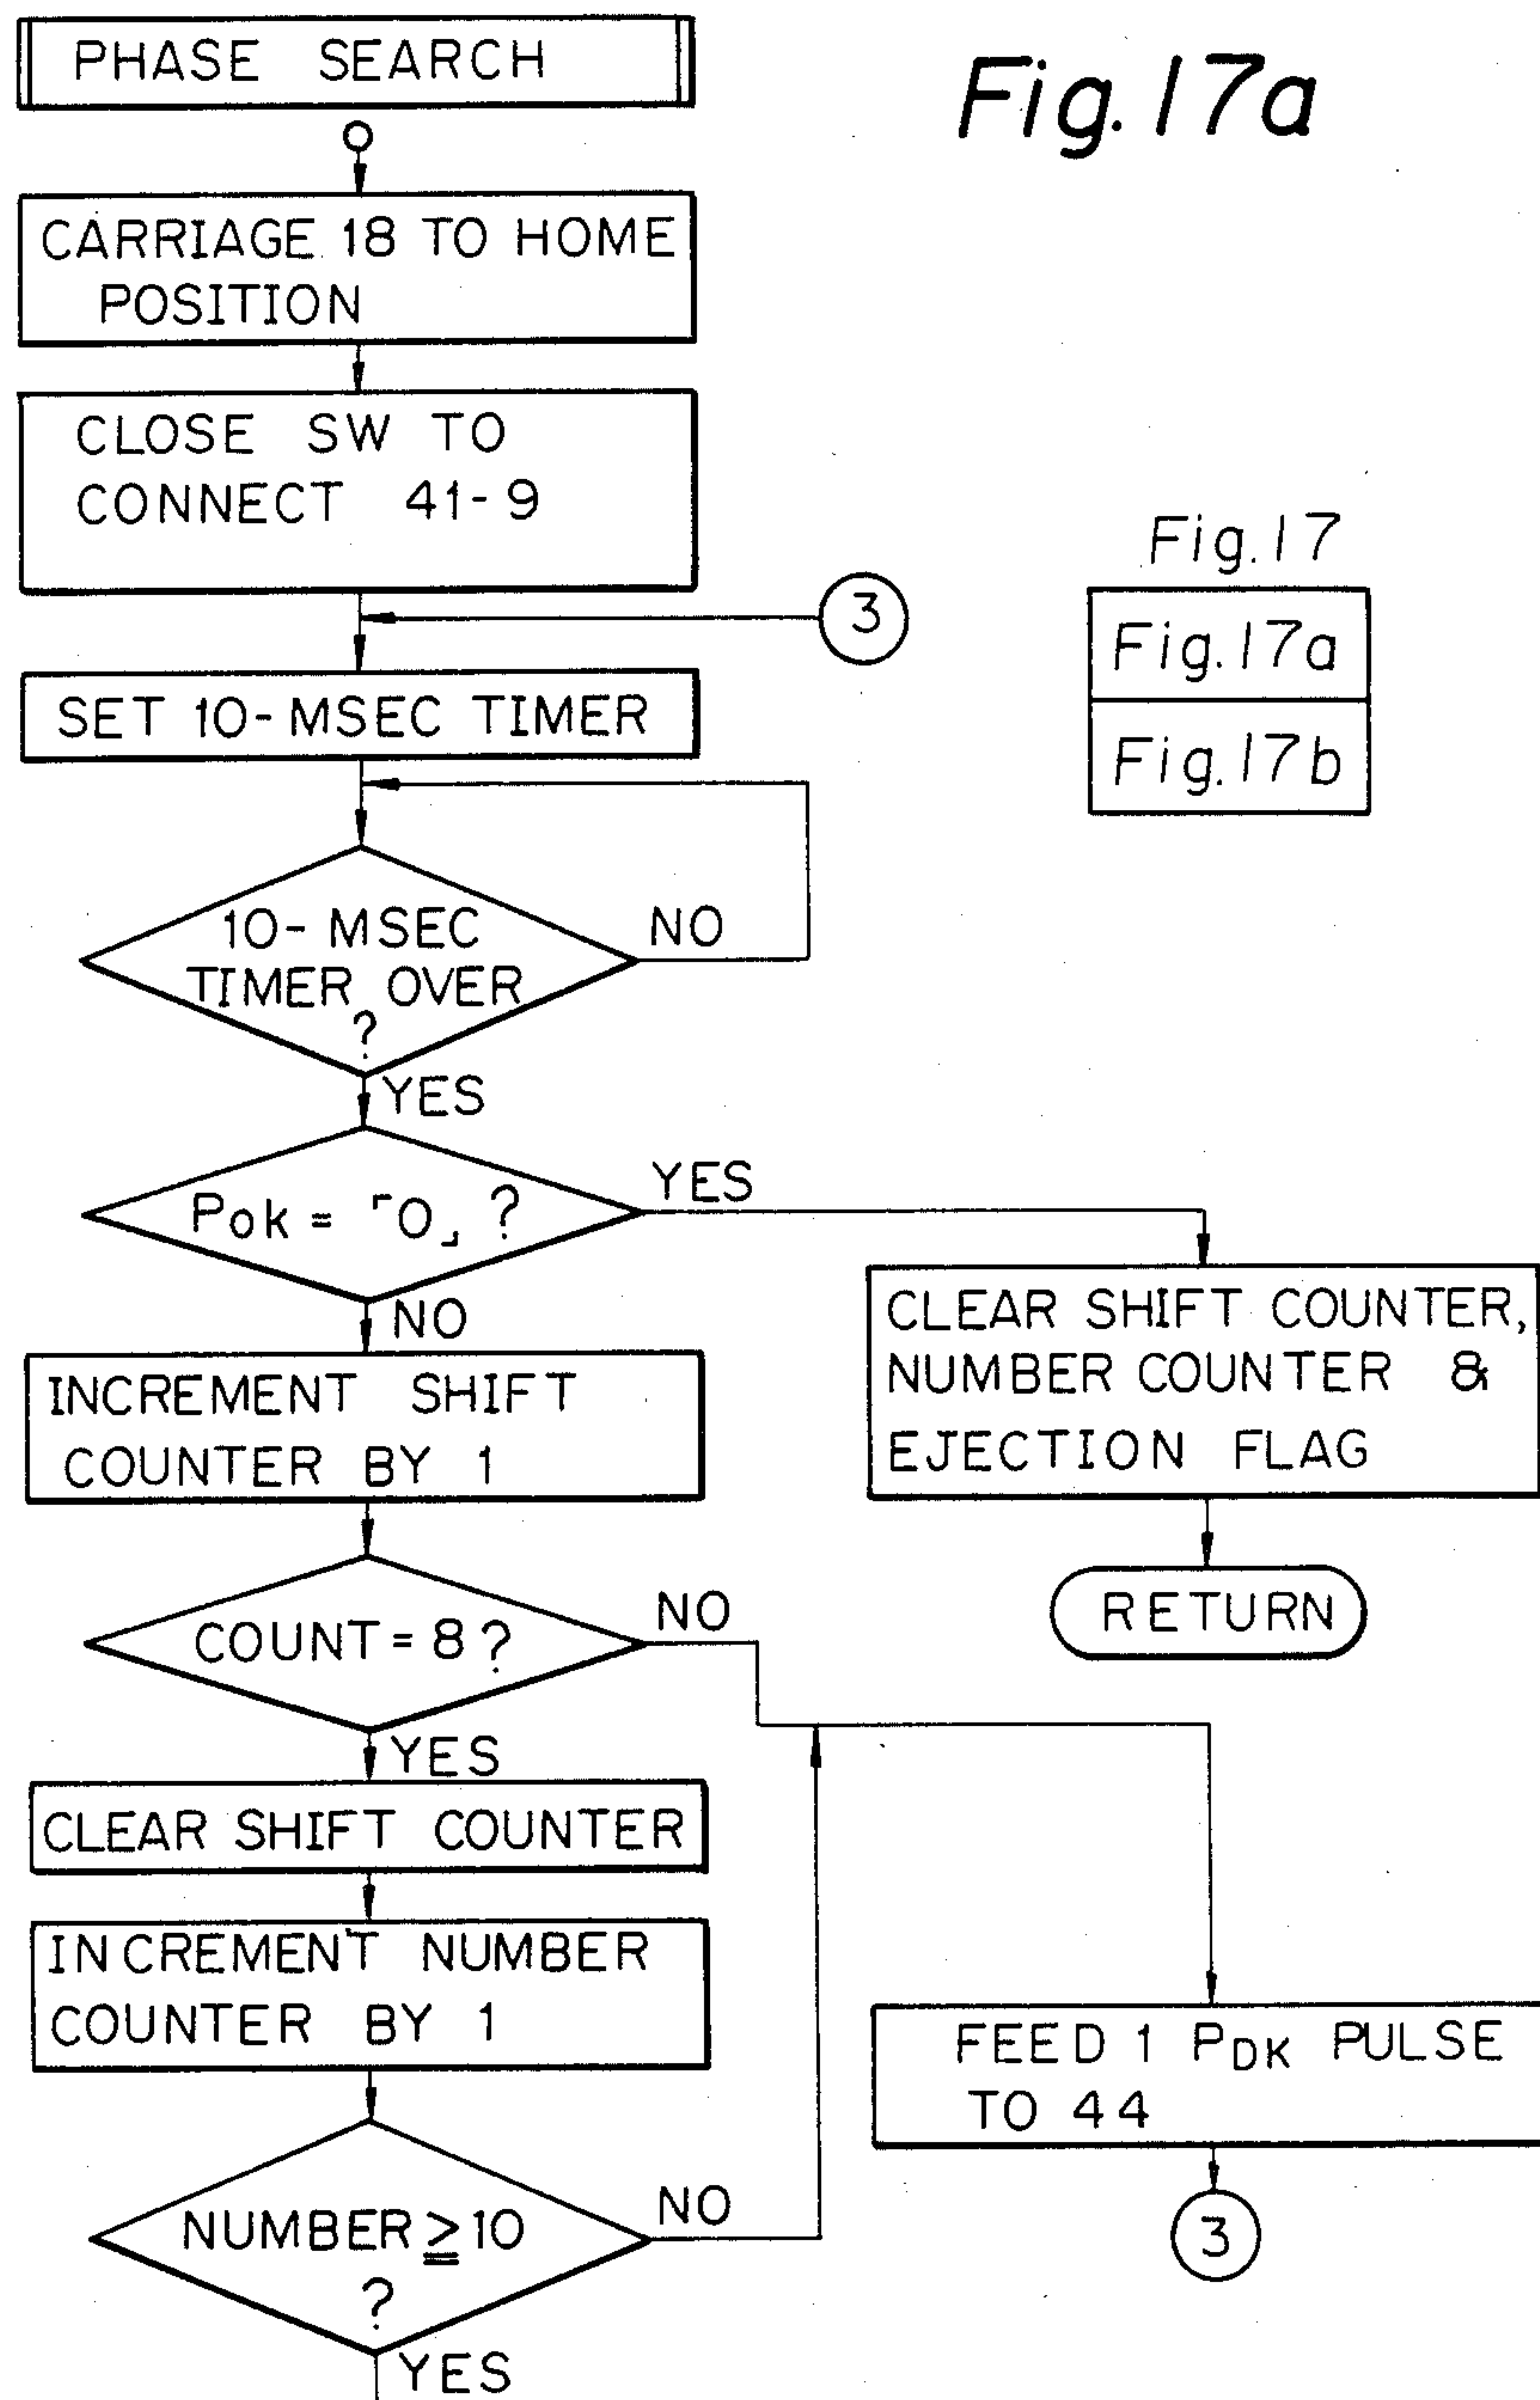 PHASE SEARCH
Fig. 17a
CARRIAGE 18 TO HOME
POSITION
CLOSE SW TO
CONNECT 41-9
3
Fig. 17
Fig. 17a
Fig. 17b
SET 10-MSEC TIMER
10-MSEC
TIMER OVER
?
NO
YES
Pok = 「0」 ?
YES
NO
CLEAR SHIFT COUNTER,
NUMBER COUNTER &
EJECTION FLAG
RETURN
INCREMENT SHIFT
COUNTER BY 1
COUNT = 8 ?
NO
YES
CLEAR SHIFT COUNTER
INCREMENT NUMBER
COUNTER BY 1
FEED 1 PDK PULSE
TO 44
3
NUMBER ≧ 10
?
NO
YES